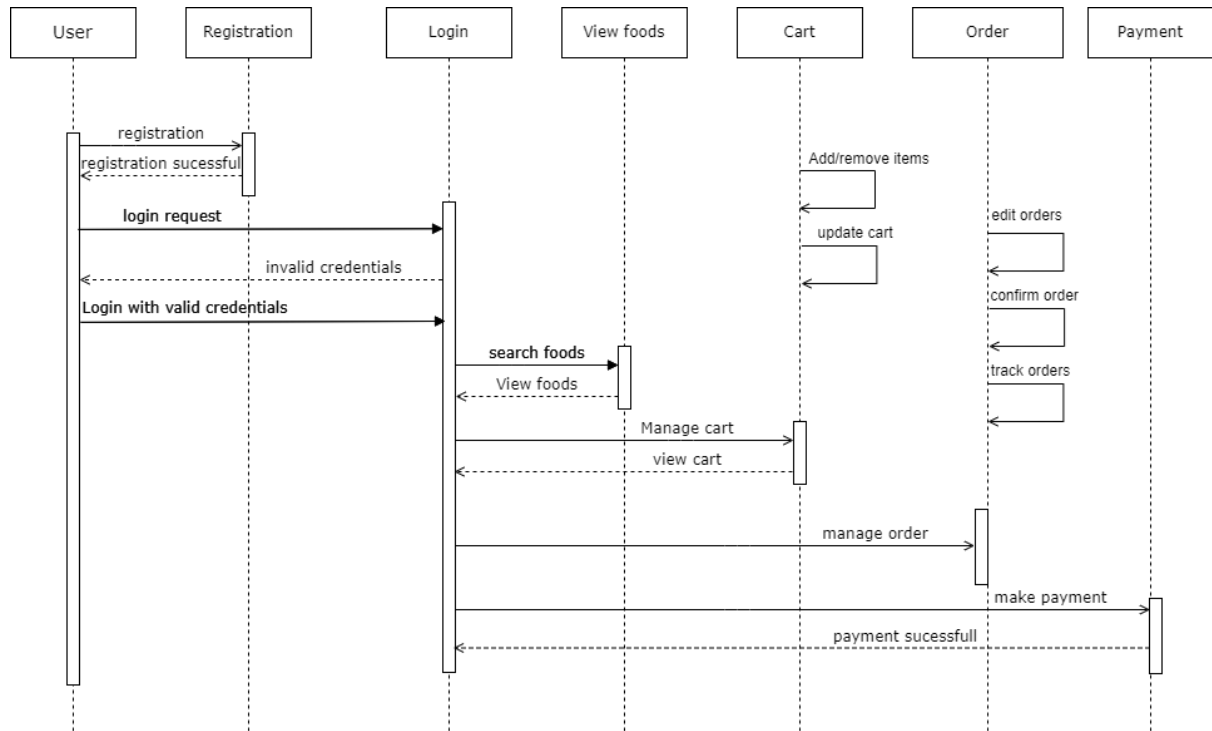 User
Registration
Login
View foods
Cart
Order
Payment
registration
registration sucessful
Add/remove items
login request
edit orders
update cart
invalid credentials
confirm order
Login with valid credentials
search foods
track orders
View foods
Manage cart
view cart
manage order
make payment
payment sucessfull